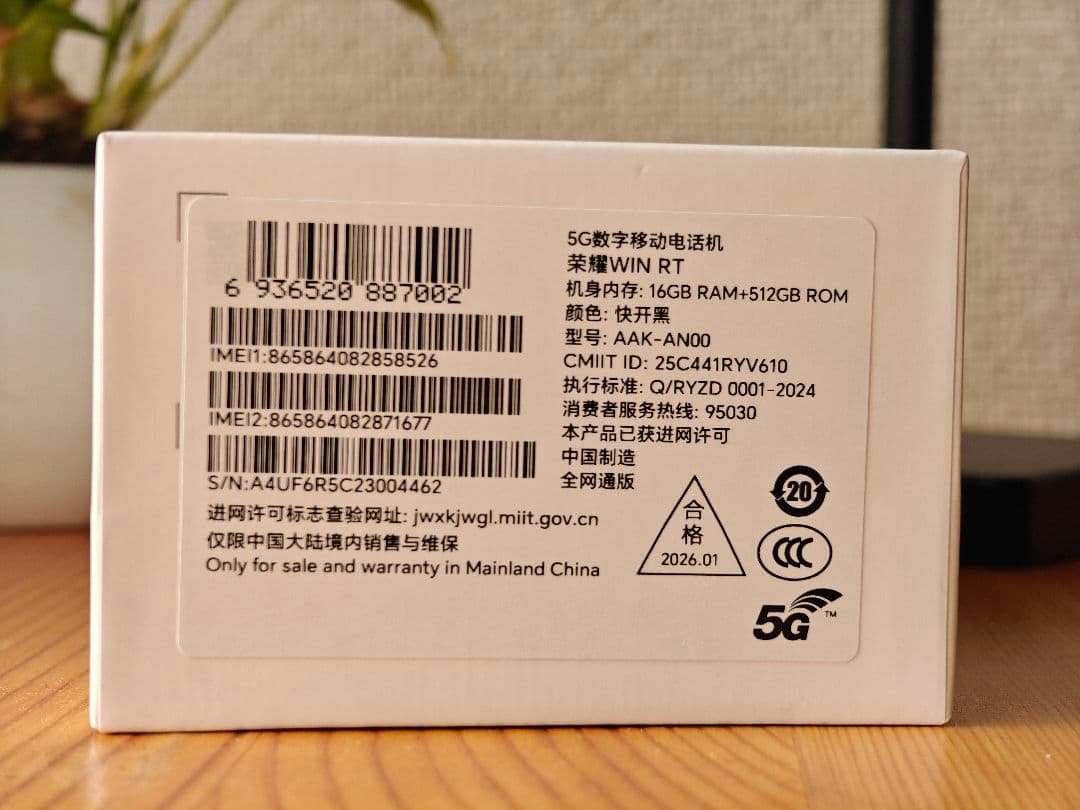 6 936520 887002
IMEI1:865864082858526
IMEI2:865864082871677
S/N:A4UF6R5C23004462
进网许可标志查验网址: jwxkjwgl.miit.gov.cn
仅限中国大陆境内销售与维保
Only for sale and warranty in Mainland China
5G数字移动电话机
荣耀WIN RT
机身内存: 16GB RAM+512GB ROM
颜色: 快开黑
型号: AAK-AN00
CMIIT ID: 25C441RYV610
执行标准: Q/RYZD 0001-2024
消费者服务热线: 95030
本产品已获进网许可
中国制造
全网通版
合
格
2026.01
20
CCC
5G™